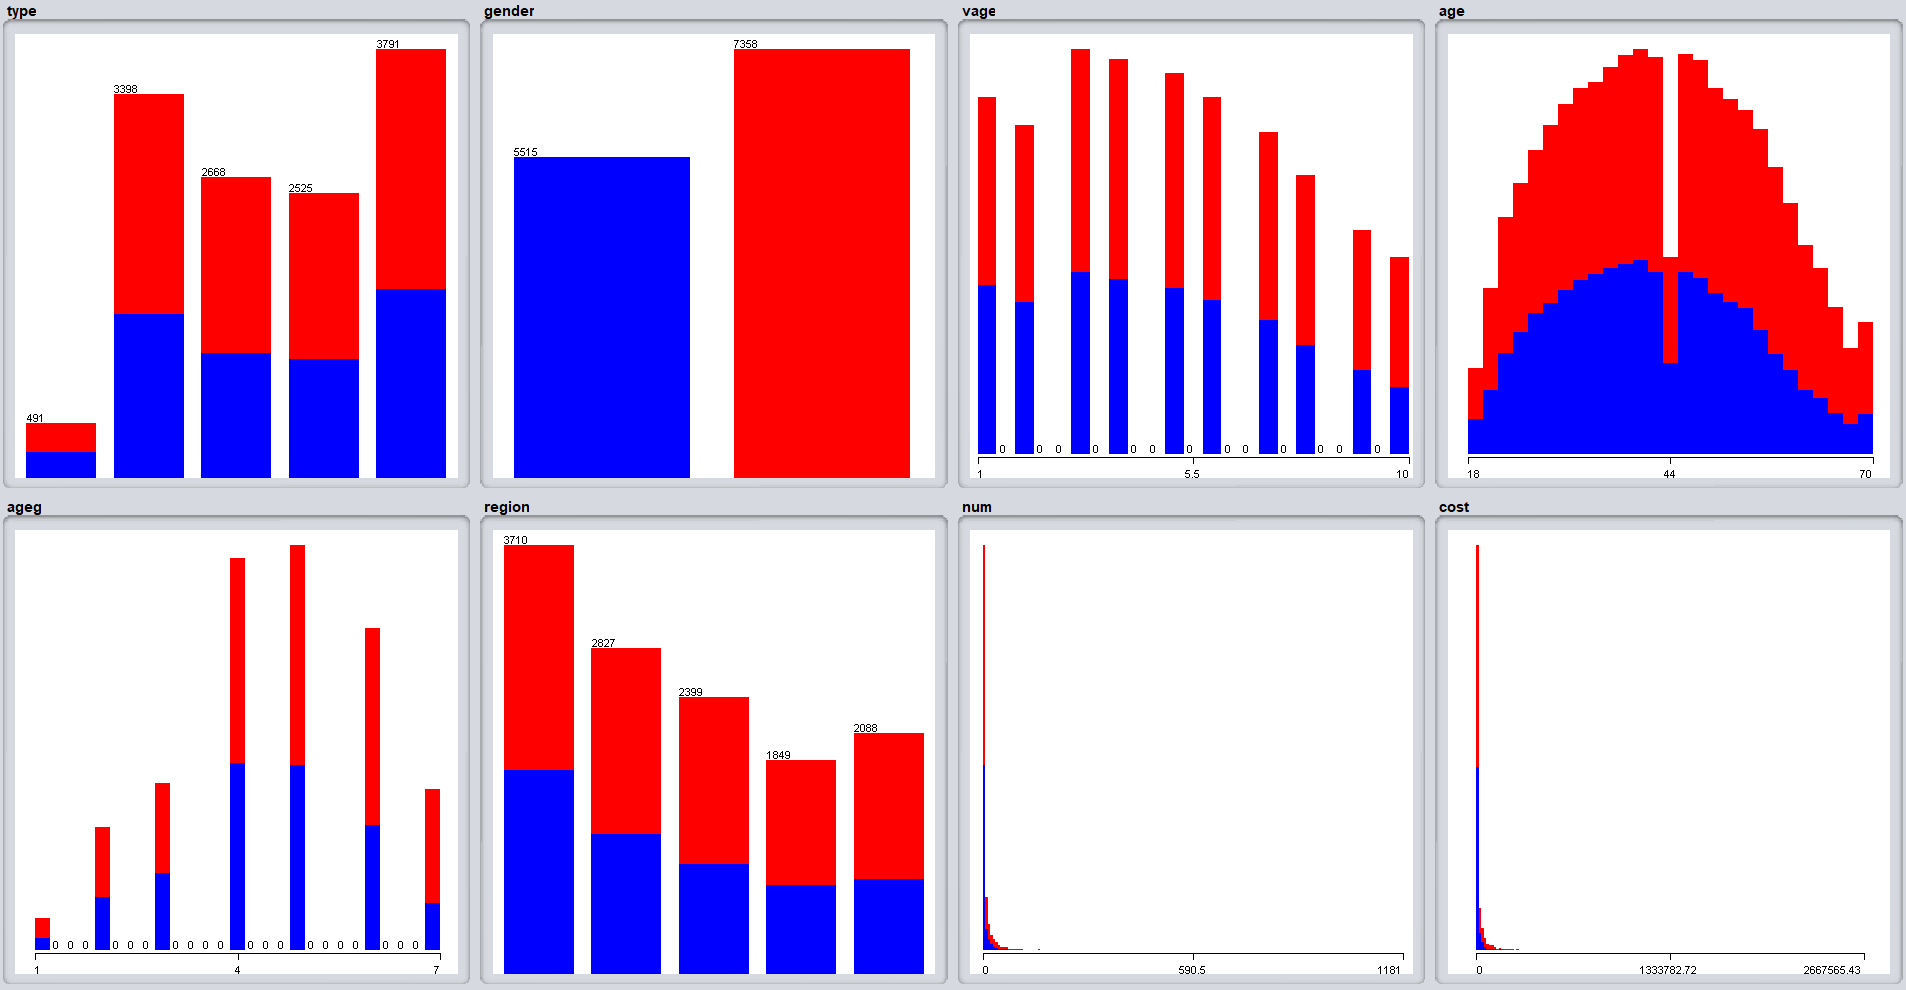 type
gender
vage
age
3791
7358
3398
5515
2668
2525
491
0 0 0 0 0 0 0 0 0 0 0 0 0
1 5.5 10
18 44 70
ageg
region
num
cost
3710
2827
2399
2088
1849
0 0 0 0 0 0 0 0 0 0 0 0 0 0 0 0 0 0 0 0
1 4 7
0 590.5 1181
0 1333782.72 2667565.43